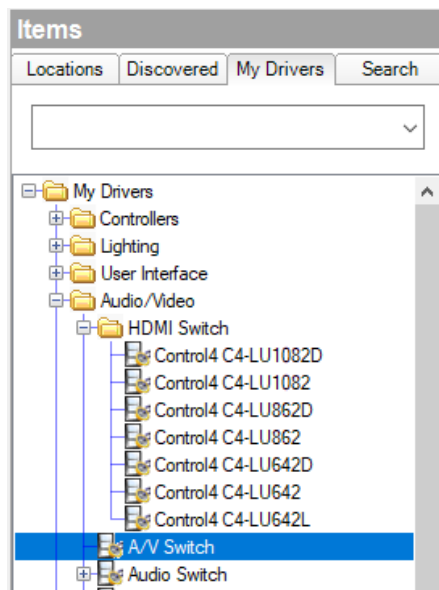 Items
Locations Discovered My Drivers Search
My Drivers
Controllers
Lighting
User Interface
Audio/Video
HDMI Switch
Control4 C4-LU1082D
Control4 C4-LU1082
Control4 C4-LU862D
Control4 C4-LU862
Control4 C4-LU642D
Control4 C4-LU642
Control4 C4-LU642L
A/V Switch
Audio Switch